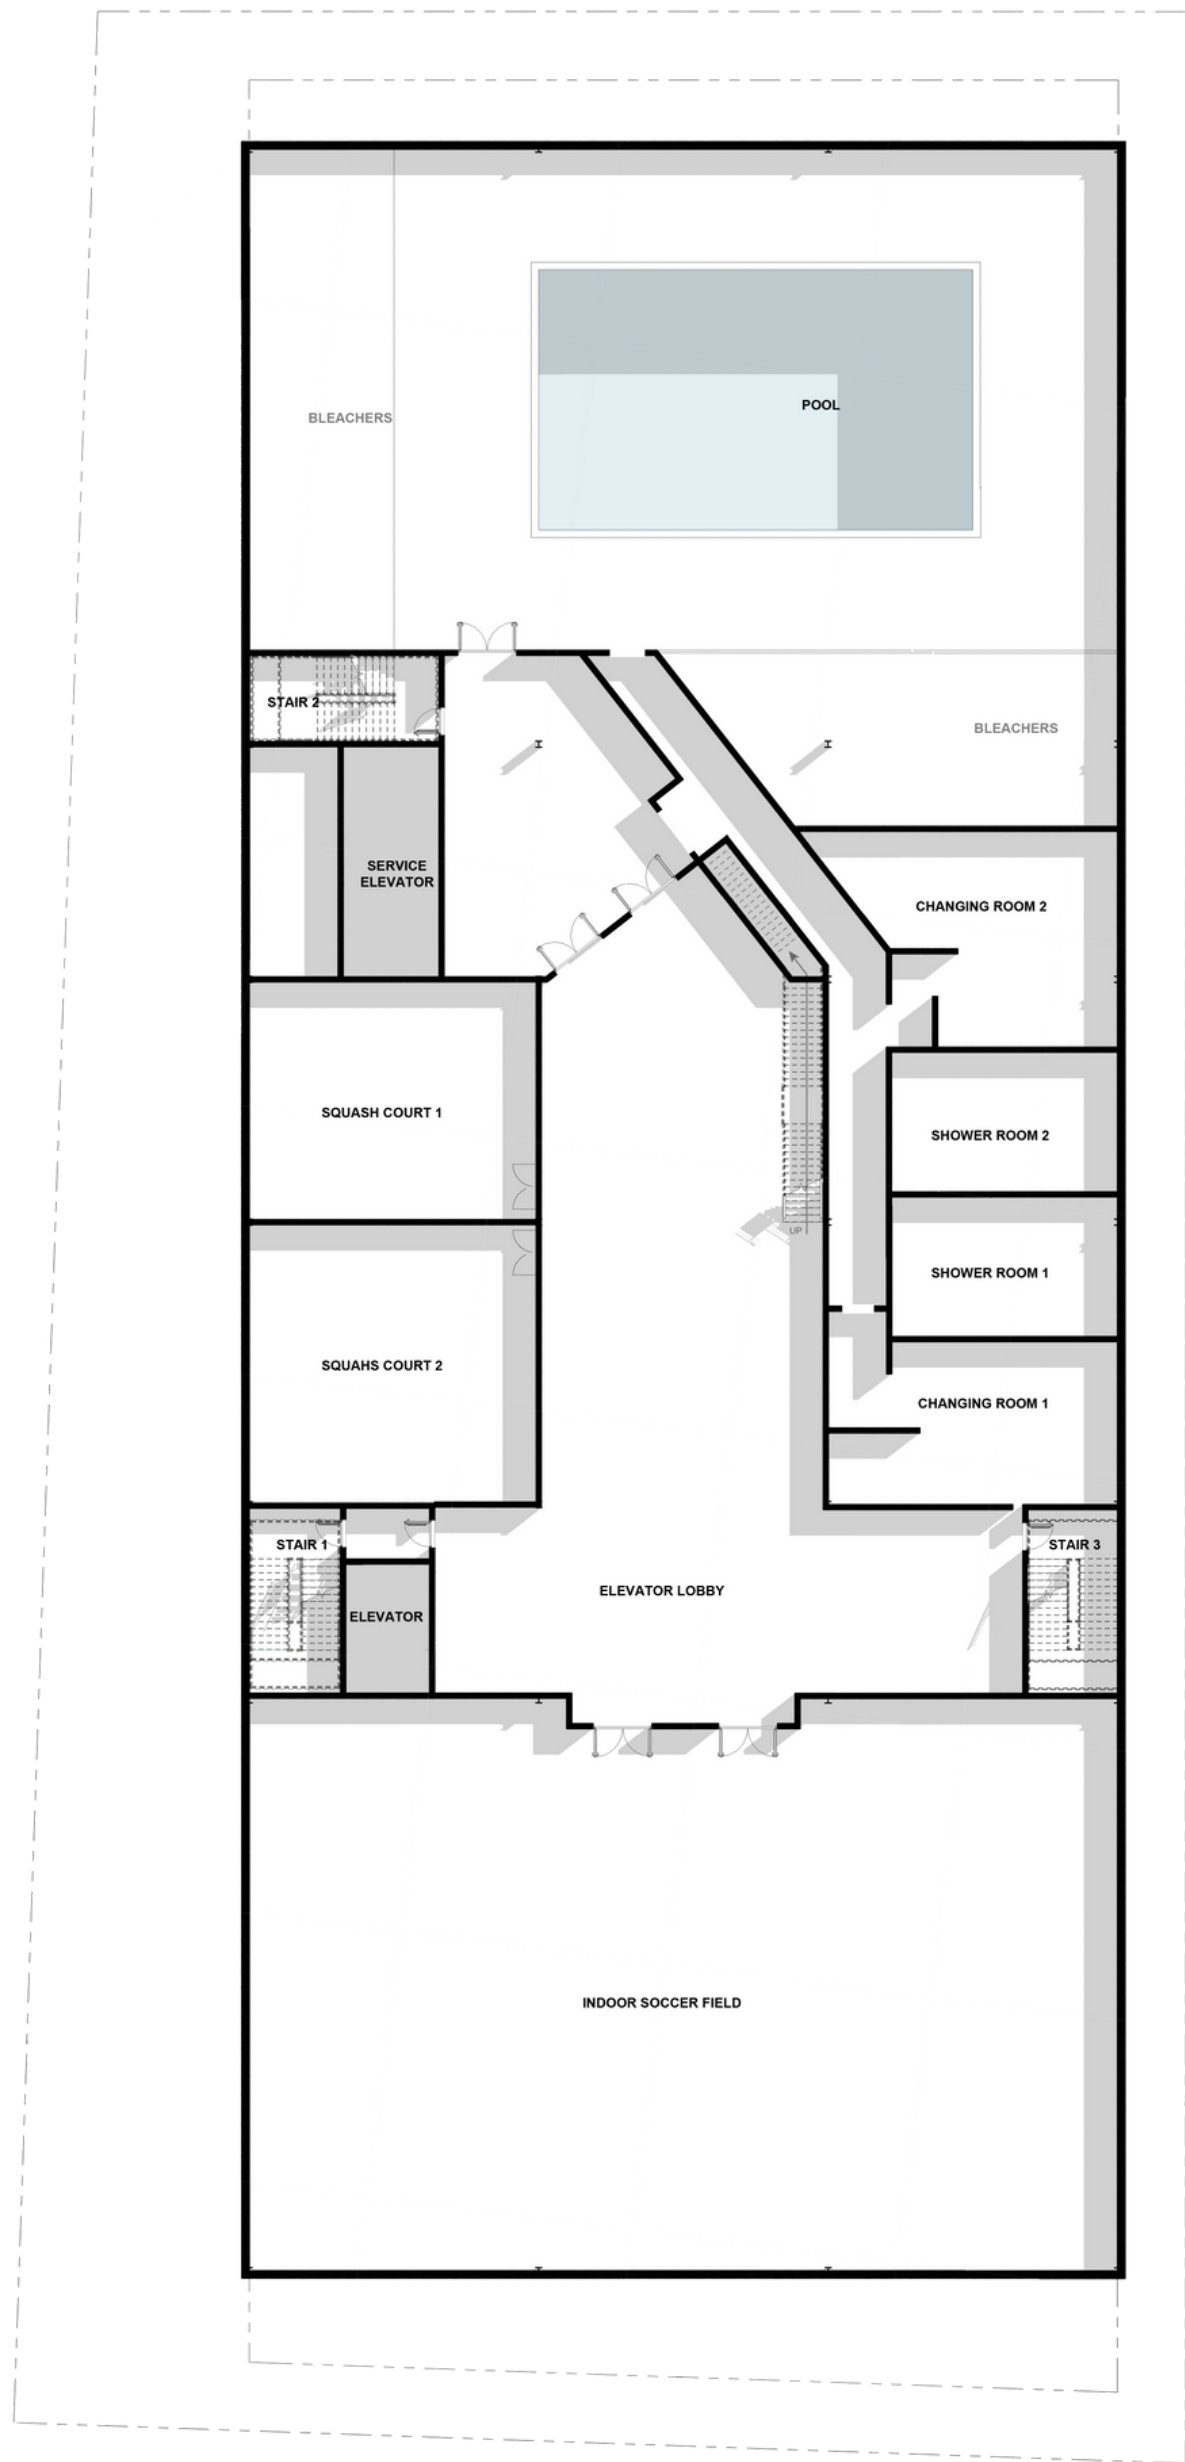 POOL
BLEACHERS
STAIR 2
BLEACHERS
SERVICE
ELEVATOR
CHANGING ROOM 2
SQUASH COURT 1
SHOWER ROOM 2
UP
SHOWER ROOM 1
SQUAHS COURT 2
CHANGING ROOM 1
STAIR 1
STAIR 3
ELEVATOR LOBBY
ELEVATOR
INDOOR SOCCER FIELD